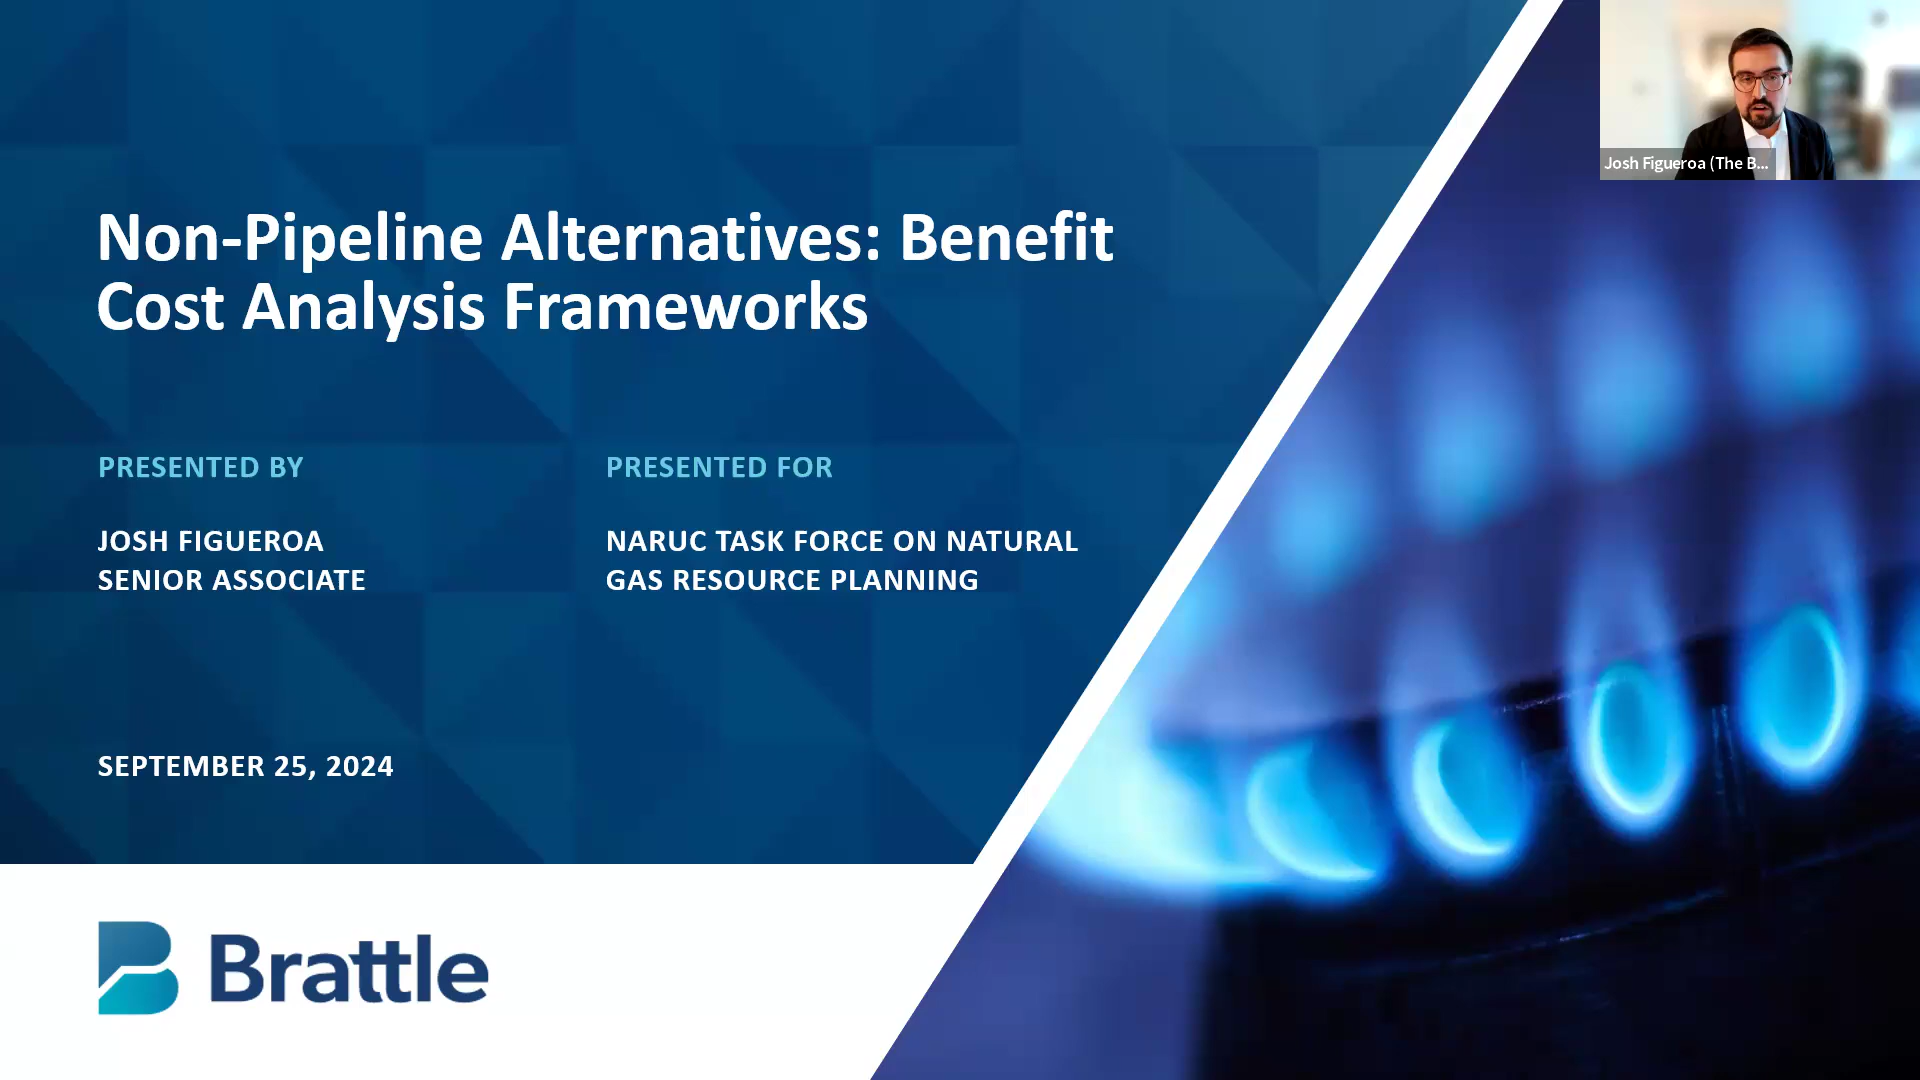 Non-Pipeline Alternatives: Benefit
Cost Analysis Frameworks
PRESENTED BY
JOSH FIGUEROA
SENIOR ASSOCIATE
PRESENTED FOR
NARUC TASK FORCE ON NATURAL
GAS RESOURCE PLANNING
SEPTEMBER 25, 2024
Brattle
Josh Figueroa (The B...